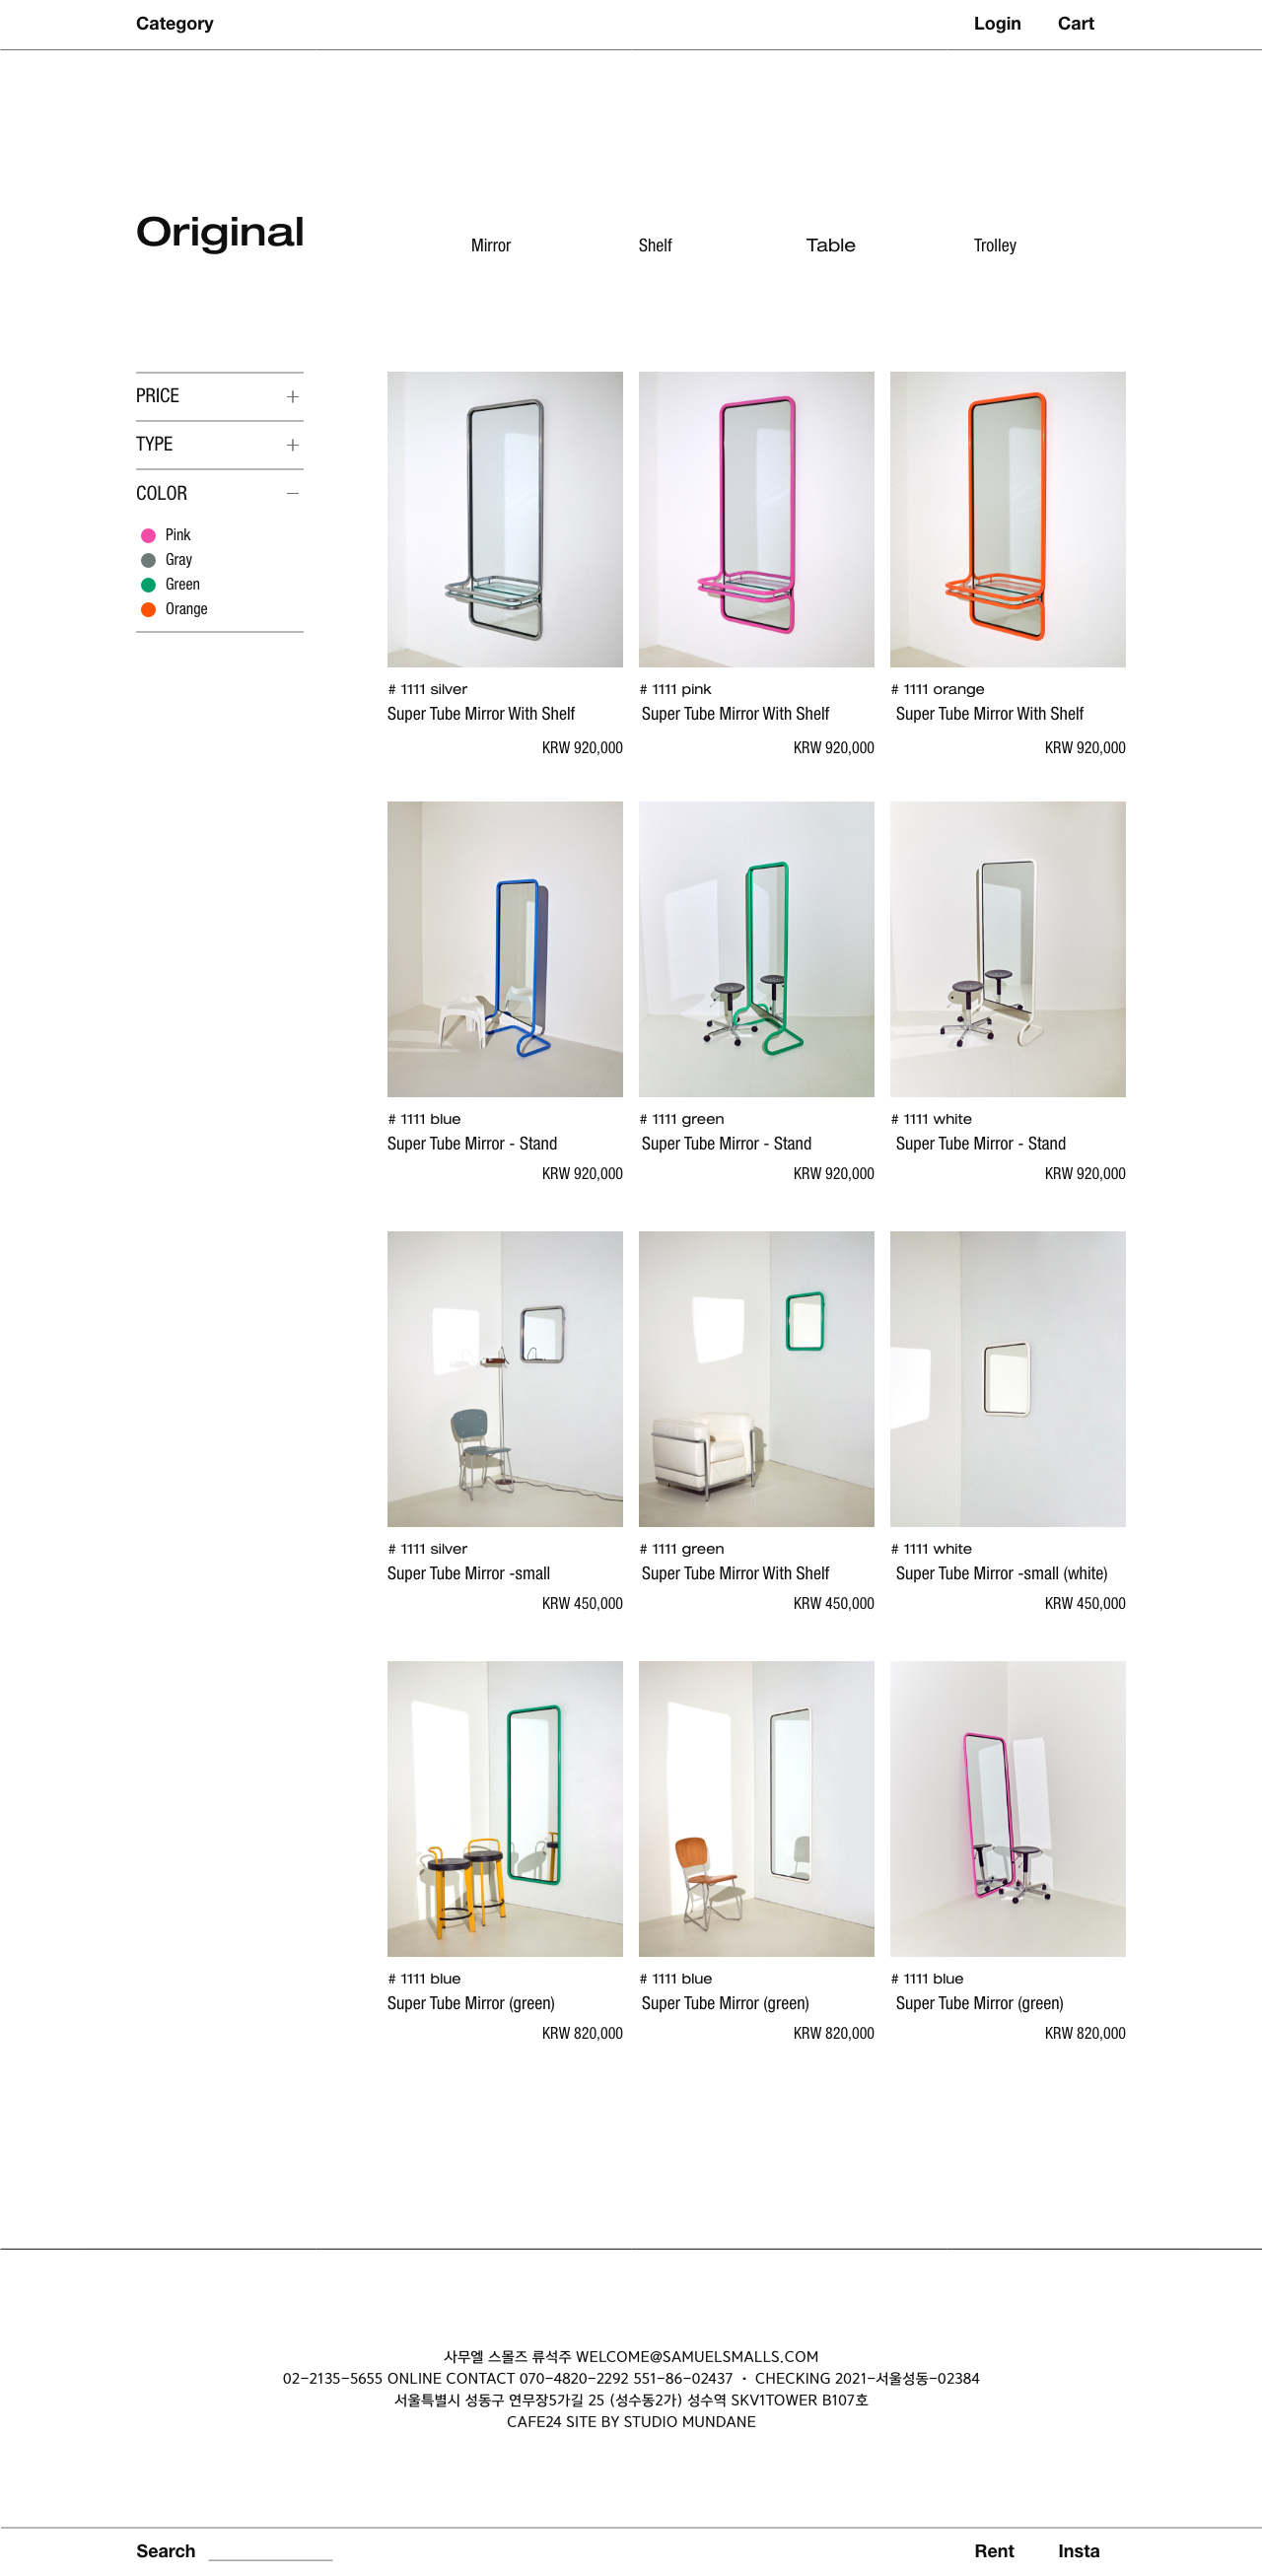 Category
Login
Cart
Original
Mirror
Shelf
Table
Trolley
PRICE
TYPE
COLOR
Pink
Gray
Green
Orange
# 1111 silver
Super Tube Mirror With Shelf
KRW 920,000
# 1111 pink
Super Tube Mirror With Shelf
KRW 920,000
# 1111 orange
Super Tube Mirror With Shelf
KRW 920,000
# 1111 blue
Super Tube Mirror - Stand
KRW 920,000
# 1111 green
Super Tube Mirror - Stand
KRW 920,000
# 1111 white
Super Tube Mirror - Stand
KRW 920,000
# 1111 silver
Super Tube Mirror -small
KRW 450,000
# 1111 green
Super Tube Mirror With Shelf
KRW 450,000
# 1111 white
Super Tube Mirror -small (white)
KRW 450,000
# 1111 blue
Super Tube Mirror (green)
KRW 820,000
# 1111 blue
Super Tube Mirror (green)
KRW 820,000
# 1111 blue
Super Tube Mirror (green)
KRW 820,000
사무엘 스몰즈 류석주 WELCOME@SAMUELSMALLS.COM
02-2135-5655 ONLINE CONTACT 070-4820-2292 551-86-02437 · CHECKING 2021-서울성동-02384
서울특별시 성동구 연무장5가길 25 (성수동2가) 성수역 SKV1TOWER B107호
CAFE24 SITE BY STUDIO MUNDANE
Search
Rent
Insta